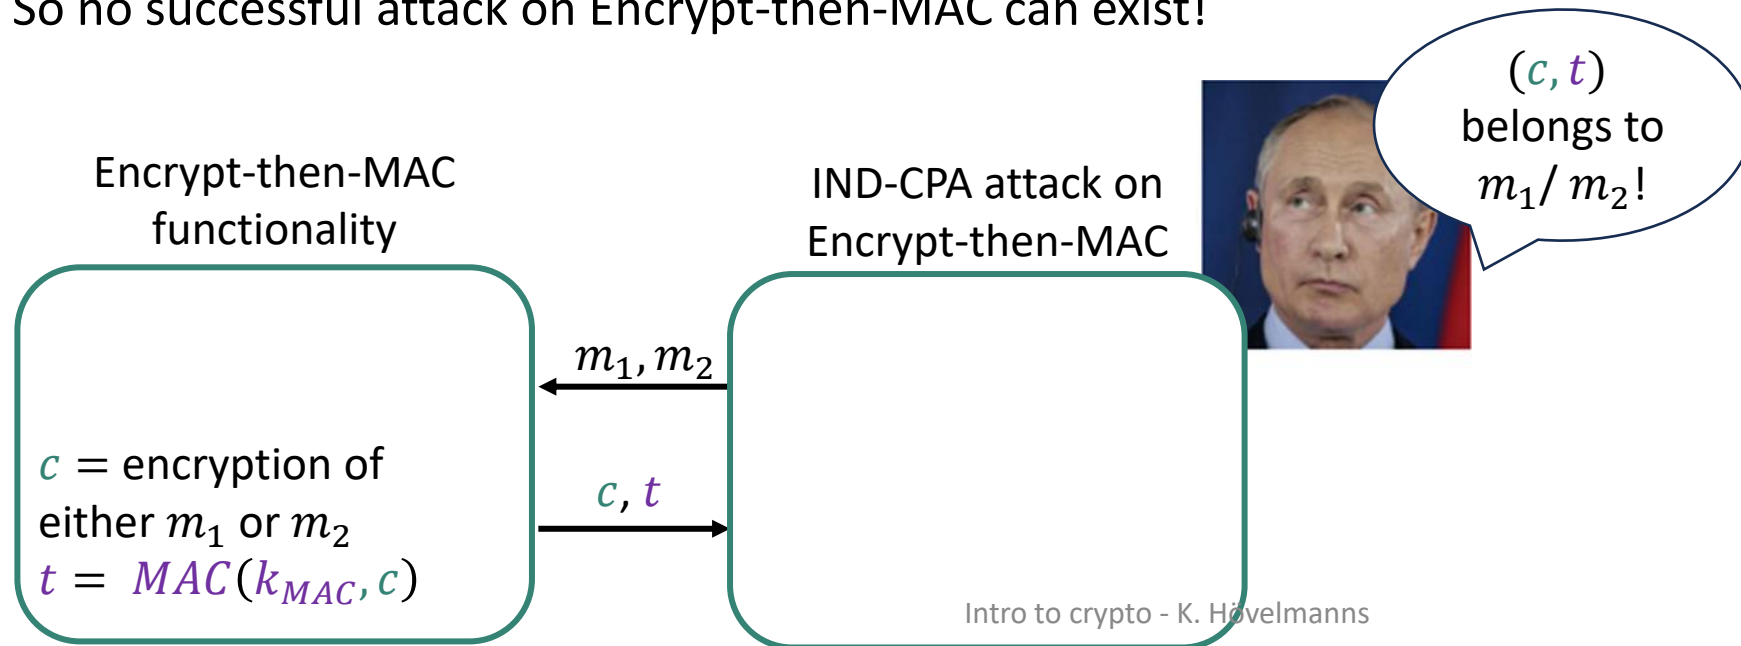 So no successful attack on Encrypt-then-MAC can exist!
(c, t)
belongs to
m₁/ m₂!
Encrypt-then-MAC
functionality
IND-CPA attack on
Encrypt-then-MAC
m₁, m₂
c = encryption of
either m₁ or m₂
t = MAC(k_MAC, c)
c, t
Intro to crypto - K. Hövelmanns